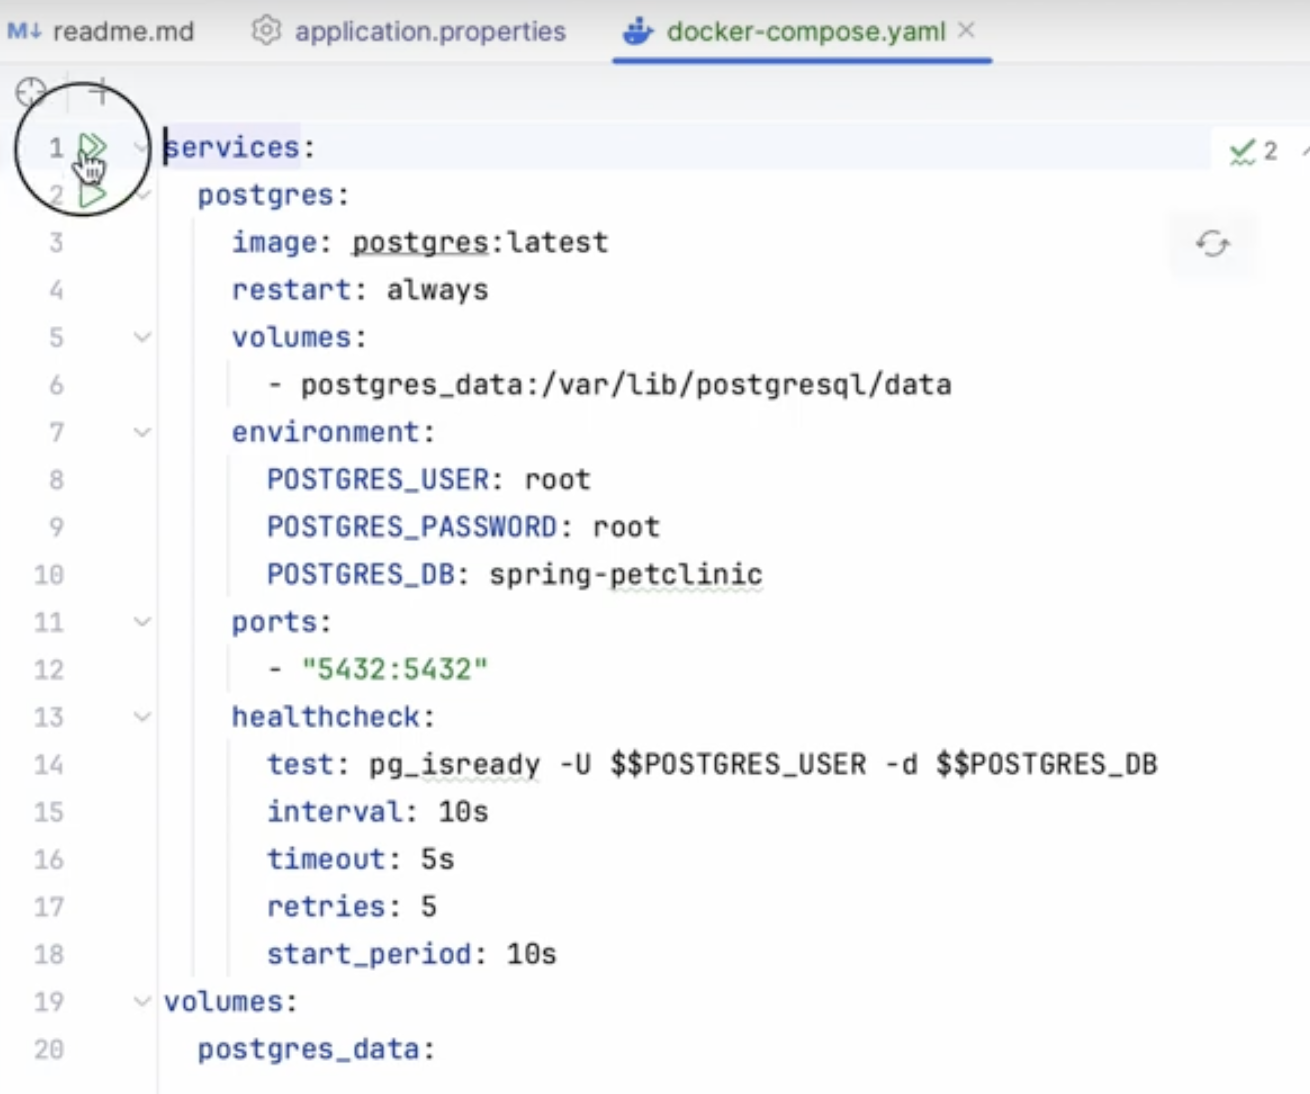 M↓ readme.md application.properties docker-compose.yaml
1 services: 2
2 postgres:
3 image: postgres:latest
4 restart: always
5 volumes:
6 - postgres_data:/var/lib/postgresql/data
7 environment:
8 POSTGRES_USER: root
9 POSTGRES_PASSWORD: root
10 POSTGRES_DB: spring-petclinic
11 ports:
12 - "5432:5432"
13 healthcheck:
14 test: pg_isready -U $$POSTGRES_USER -d $$POSTGRES_DB
15 interval: 10s
16 timeout: 5s
17 retries: 5
18 start_period: 10s
19 volumes:
20 postgres_data: